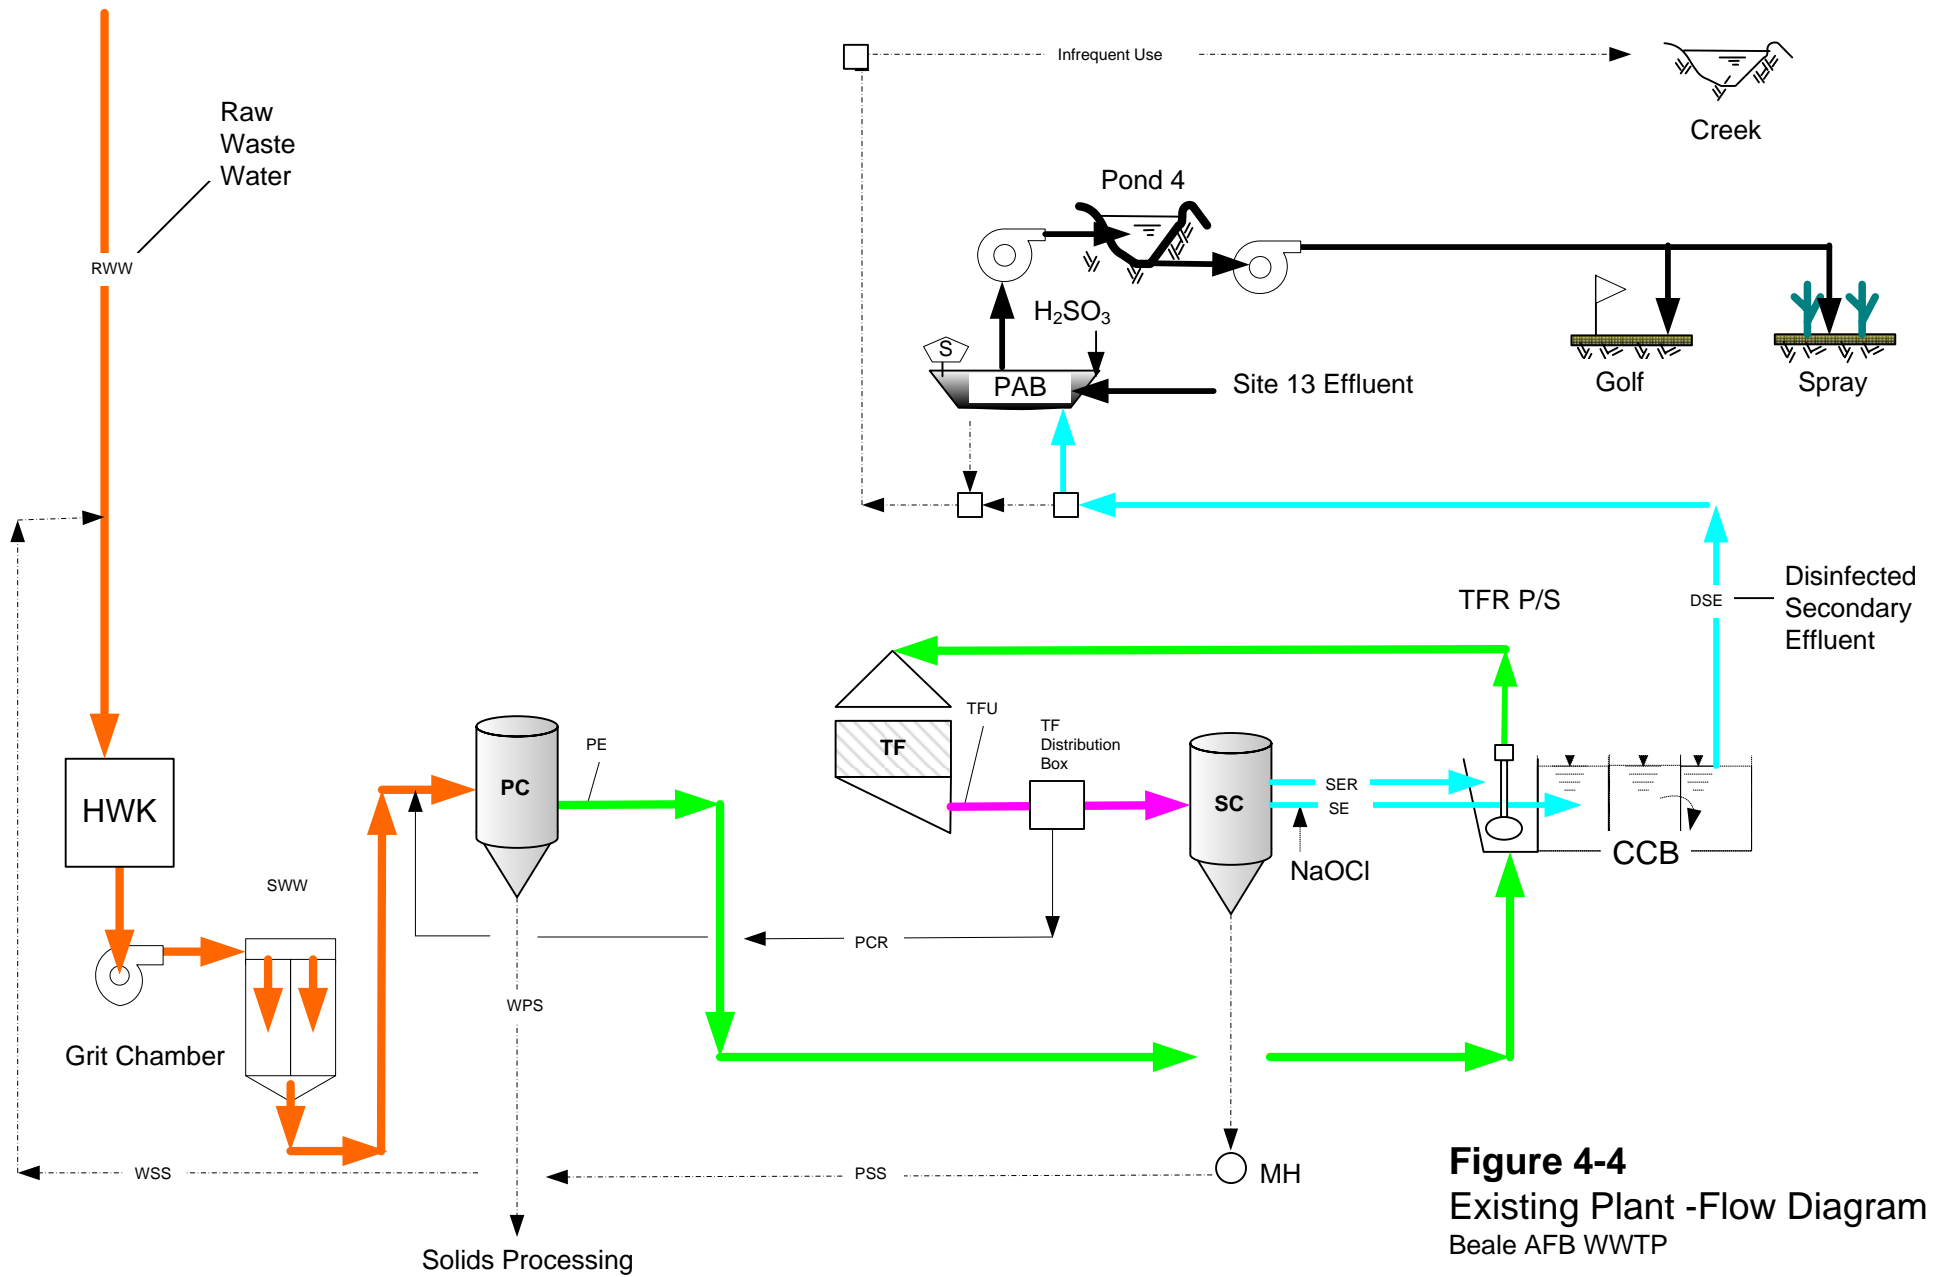 Infrequent Use
Creek
Raw
Waste
Water
Pond 4
RWW
H₂SO₃
S
PAB
Site 13 Effluent
Golf
Spray
TFR P/S
DSE
Disinfected
Secondary
Effluent
TFU
TF
Distribution
Box
PE
TF
PC
SC
SER
SE
HWK
CCB
NaOCl
SWW
PCR
WPS
Grit Chamber
WSS
PSS
MH
Solids Processing
Figure 4-4
Existing Plant -Flow Diagram
Beale AFB WWTP